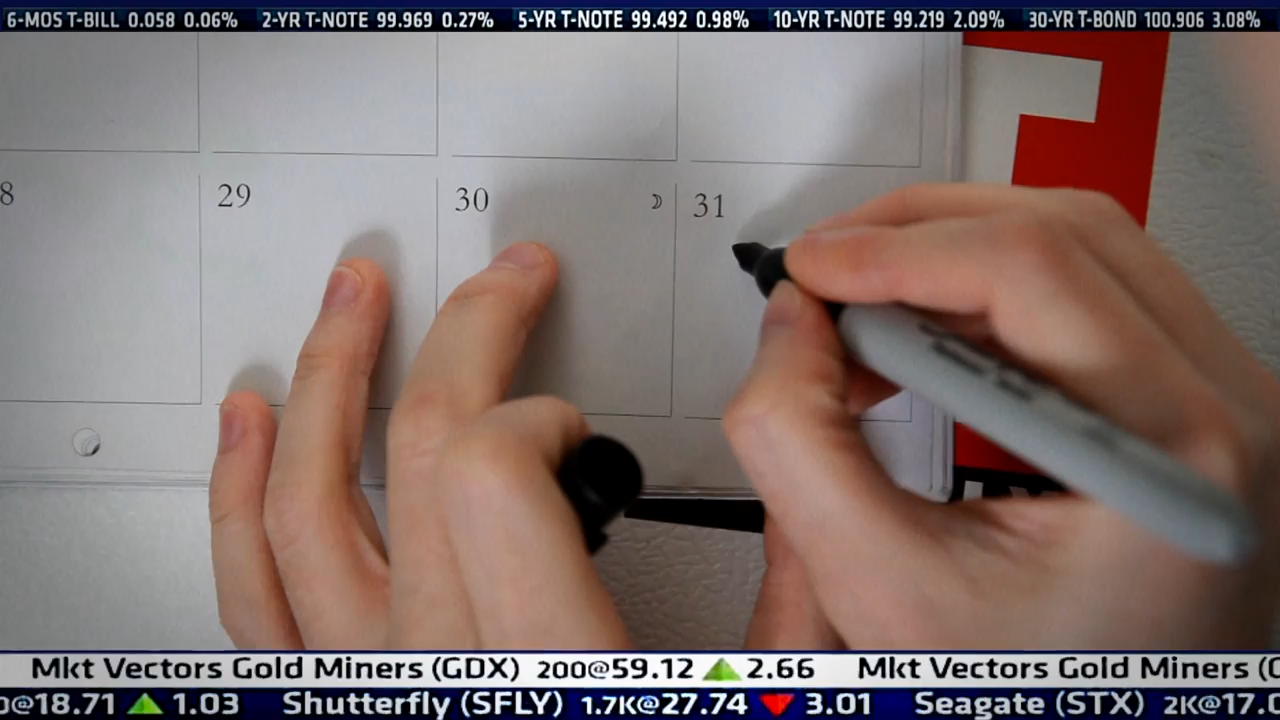 6-MOS T-BILL 0.058 0.06% 2-YR T-NOTE 99.969 0.27% 5-YR T-NOTE 99.492 0.98% 10-YR T-NOTE 99.219 2.09% 30-YR T-BOND 100.906 3.08%
8 29 30 31
Mkt Vectors Gold Miners (GDX) 200@59.12 2.66 Mkt Vectors Gold Miners (
@18.71 1.03 Shutterfly (SFLY) 1.7K@27.74 3.01 Seagate (STX) 2K@17.0